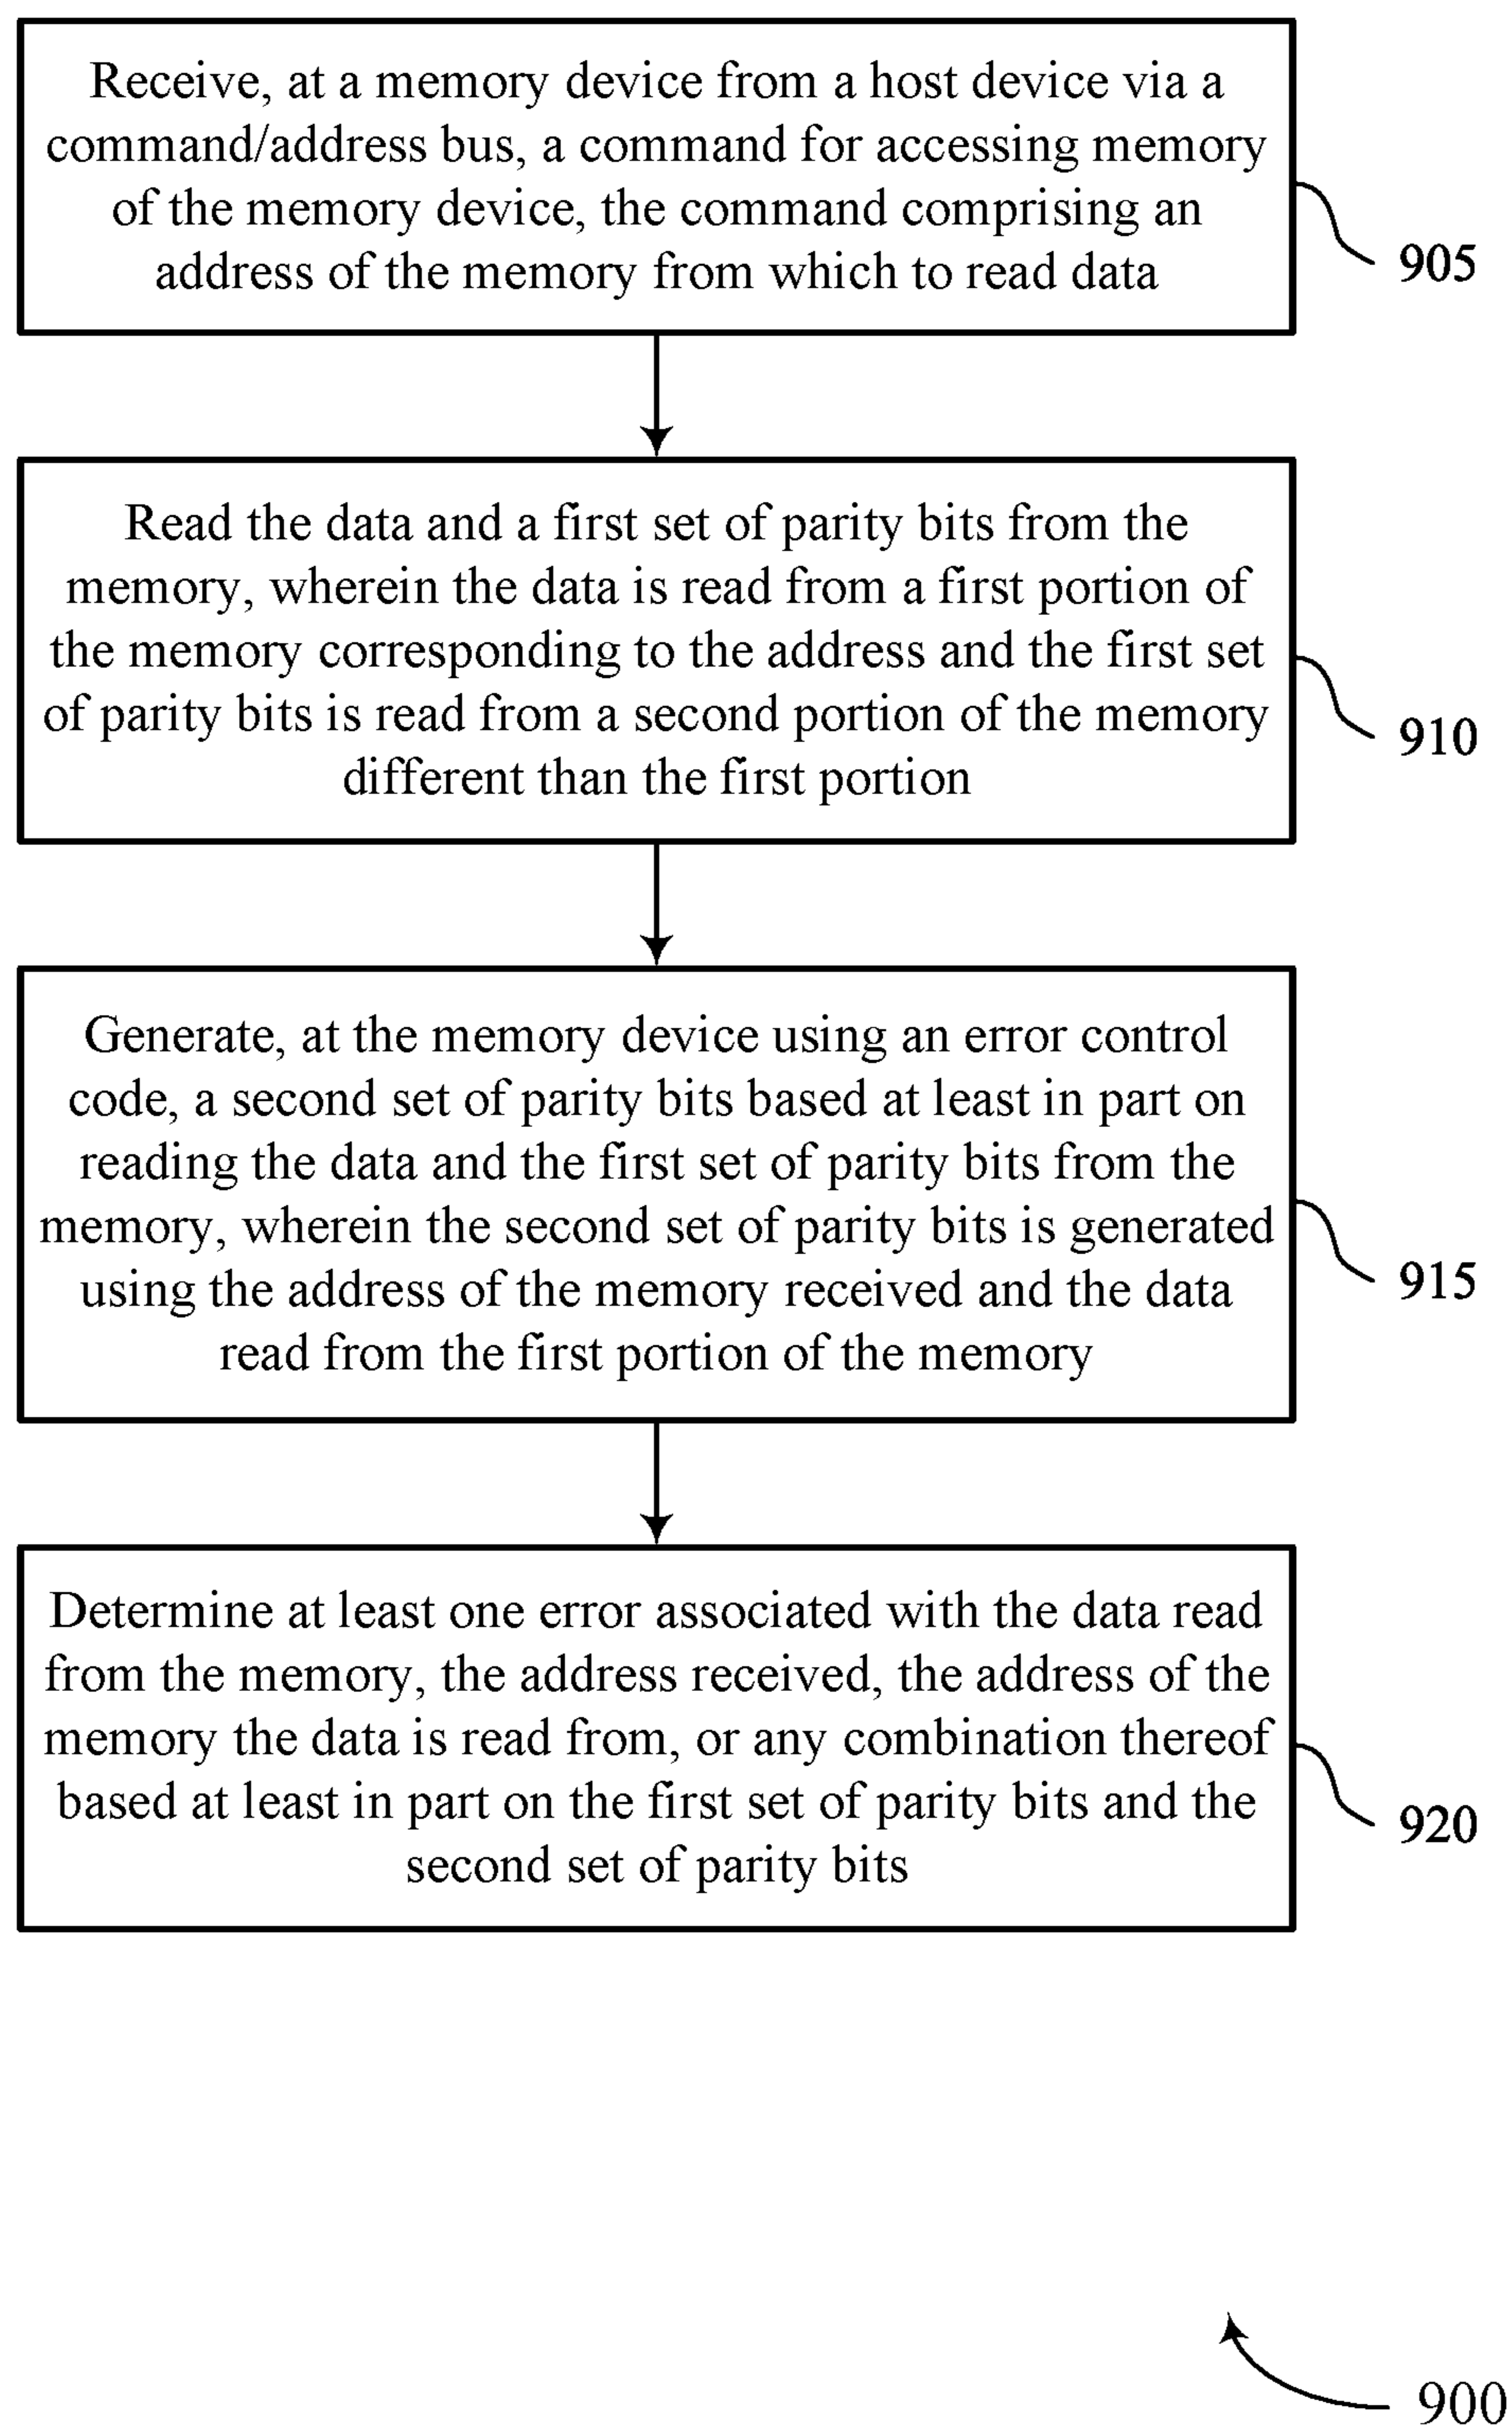 Receive, at a memory device from a host device via a
command/address bus, a command for accessing memory
of the memory device, the command comprising an
address of the memory from which to read data
905
Read the data and a first set of parity bits from the
memory, wherein the data is read from a first portion of
the memory corresponding to the address and the first set
of parity bits is read from a second portion of the memory
different than the first portion
910
Generate, at the memory device using an error control
code, a second set of parity bits based at least in part on
reading the data and the first set of parity bits from the
memory, wherein the second set of parity bits is generated
using the address of the memory received and the data
read from the first portion of the memory
915
Determine at least one error associated with the data read
from the memory, the address received, the address of the
memory the data is read from, or any combination thereof
based at least in part on the first set of parity bits and the
second set of parity bits
920
900